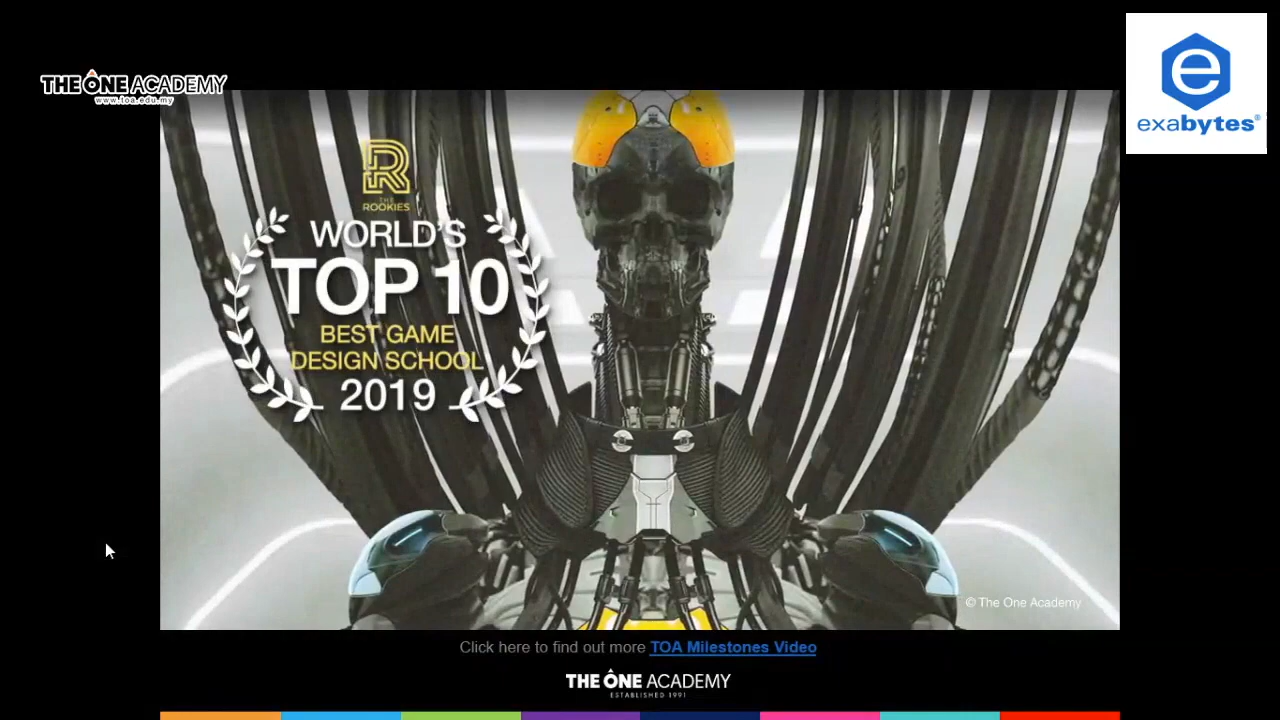 THE ONE ACADEMY
www.toa.edu.my
e
exabytes®
R
THE
ROOKIES
WORLD'S
TOP 10
BEST GAME
DESIGN SCHOOL
2019
© The One Academy
Click here to find out more TOA Milestones Video
THE ONE ACADEMY
ESTABLISHED 1991